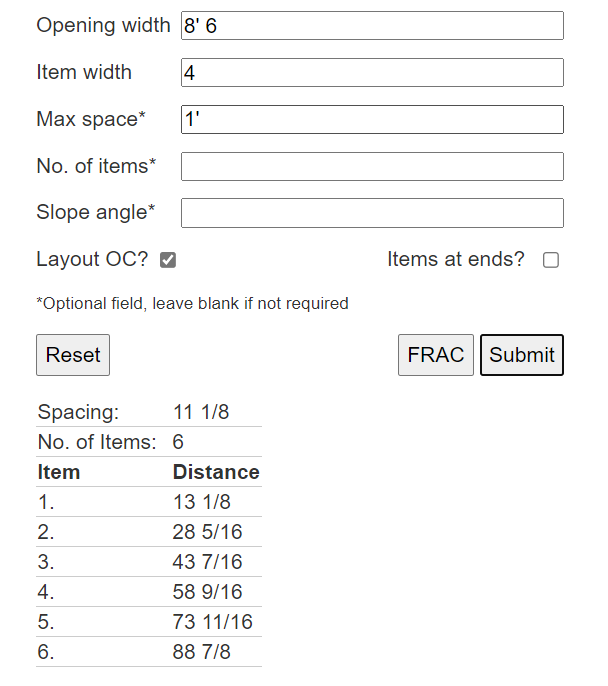 Opening width 8' 6
Item width 4
Max space* 1'
No. of items*
Slope angle*
Layout OC? Items at ends?
*Optional field, leave blank if not required
Reset FRAC Submit
Spacing: 11 1/8
No. of Items: 6
Item Distance
1. 13 1/8
2. 28 5/16
3. 43 7/16
4. 58 9/16
5. 73 11/16
6. 88 7/8